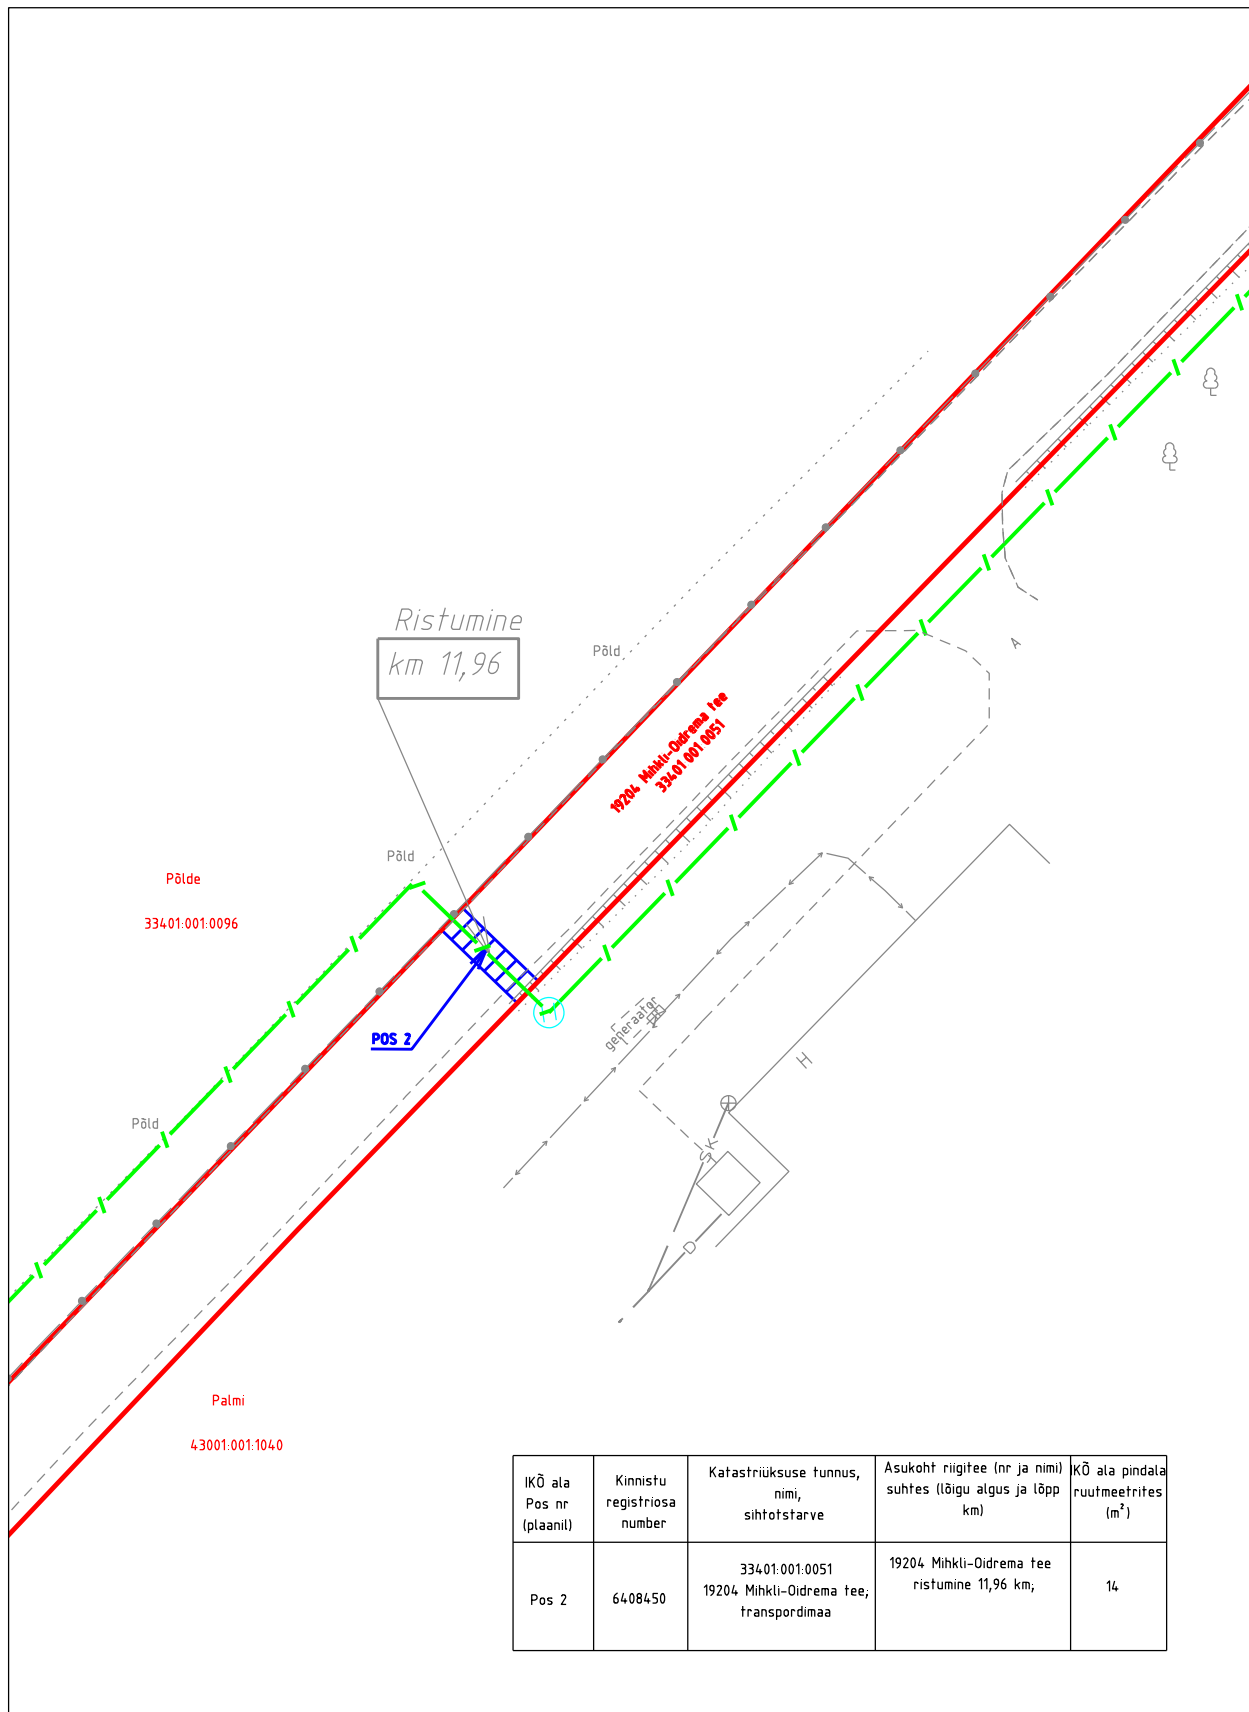 Ristumine
km 11,96
Põld
19204 Mihkli-Oidrema tee
33401:001:0051
A
Põld
Põlde
33401:001:0096
POS 2
generaator
H
Põld
SK
D
Palmi
43001:001:1040
IKÕ ala
Pos nr
(plaanil)
Kinnistu
registriosa
number
Katastriüksuse tunnus,
nimi,
sihtotstarve
Asukoht riigitee (nr ja nimi)
suhtes (lõigu algus ja lõpp
km)
IKÕ ala pindala
ruutmeetrites
(m²)
Pos 2
6408450
33401:001:0051
19204 Mihkli-Oidrema tee;
transpordimaa
19204 Mihkli-Oidrema tee
ristumine 11,96 km;
14